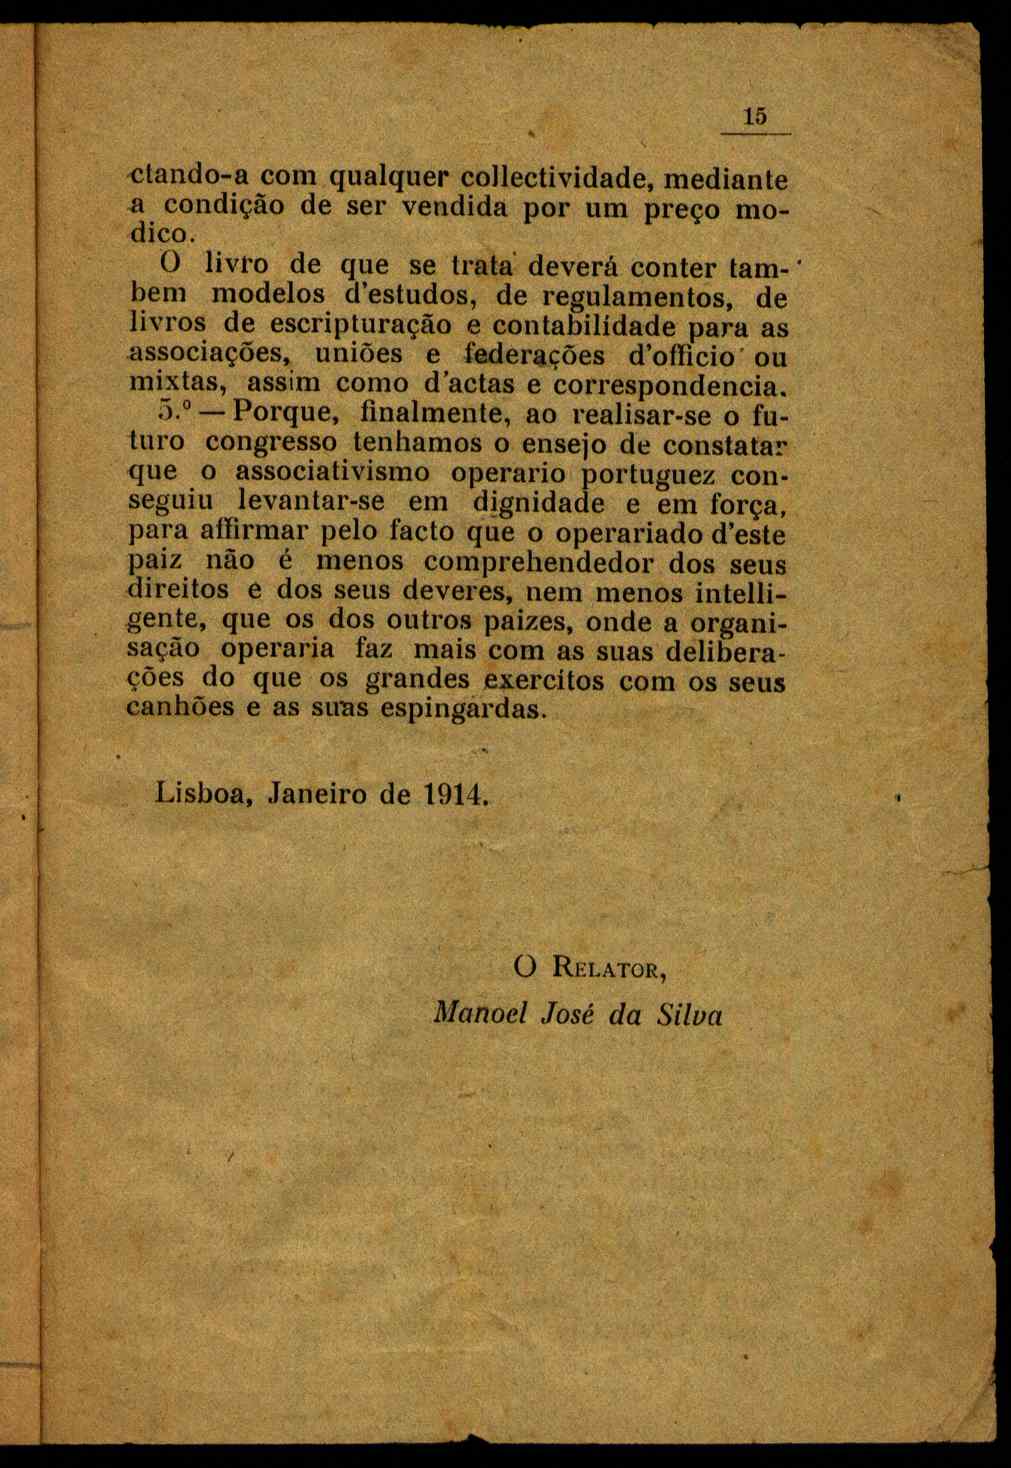 15
ctando-a com qualquer collectividade, mediante
a condição de ser vendida por um preço mo-
dico.
O livro de que se trata deverá conter tam-
bem modelos d'estudos, de regulamentos, de
livros de escripturação e contabilidade para as
associações, uniões e federações d'officio ou
mixtas, assim como d'actas e correspondencia.
5.º — Porque, finalmente, ao realisar-se o fu-
turo congresso tenhamos o ensejo de constatar
que o associativismo operario portuguez con-
seguiu levantar-se em dignidade e em força,
para affirmar pelo facto que o operariado d'este
paiz não é menos comprehendedor dos seus
direitos e dos seus deveres, nem menos intelli-
gente, que os dos outros paizes, onde a organi-
sação operaria faz mais com as suas delibera-
ções do que os grandes exercitos com os seus
canhões e as suas espingardas.
Lisboa, Janeiro de 1914.
O RELATOR,
Manoel José da Silva